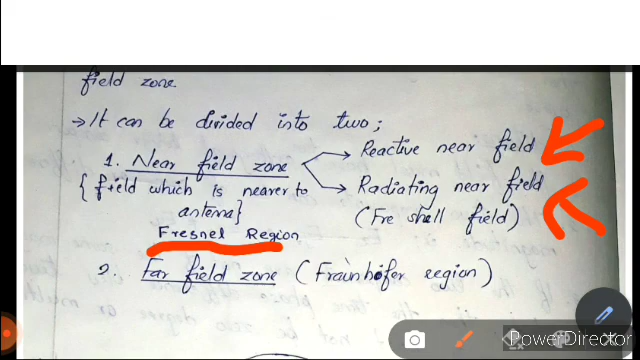 field zone.
→ It can be divided into two;
1. Near field zone → Reactive near field
→ Radiating near field
{ field which is nearer to
antenna} (Fre shell field)
Fresnel Region
2. Far field zone (Fraunhofer region)
PowerDirector